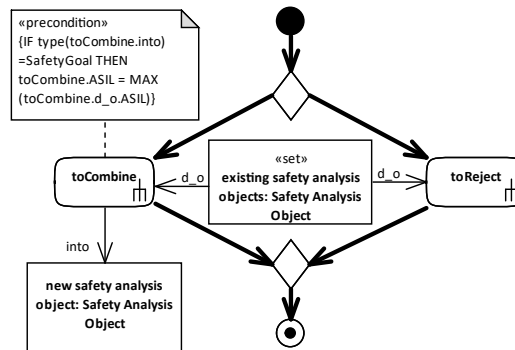 «precondition»
{IF type(toCombine.into)
=SafetyGoal THEN
toCombine.ASIL = MAX
(toCombine.d_o.ASIL)}
toCombine
d_o
«set»
existing safety analysis
objects: Safety Analysis
Object
d_o
toReject
into
new safety analysis
object: Safety Analysis
Object